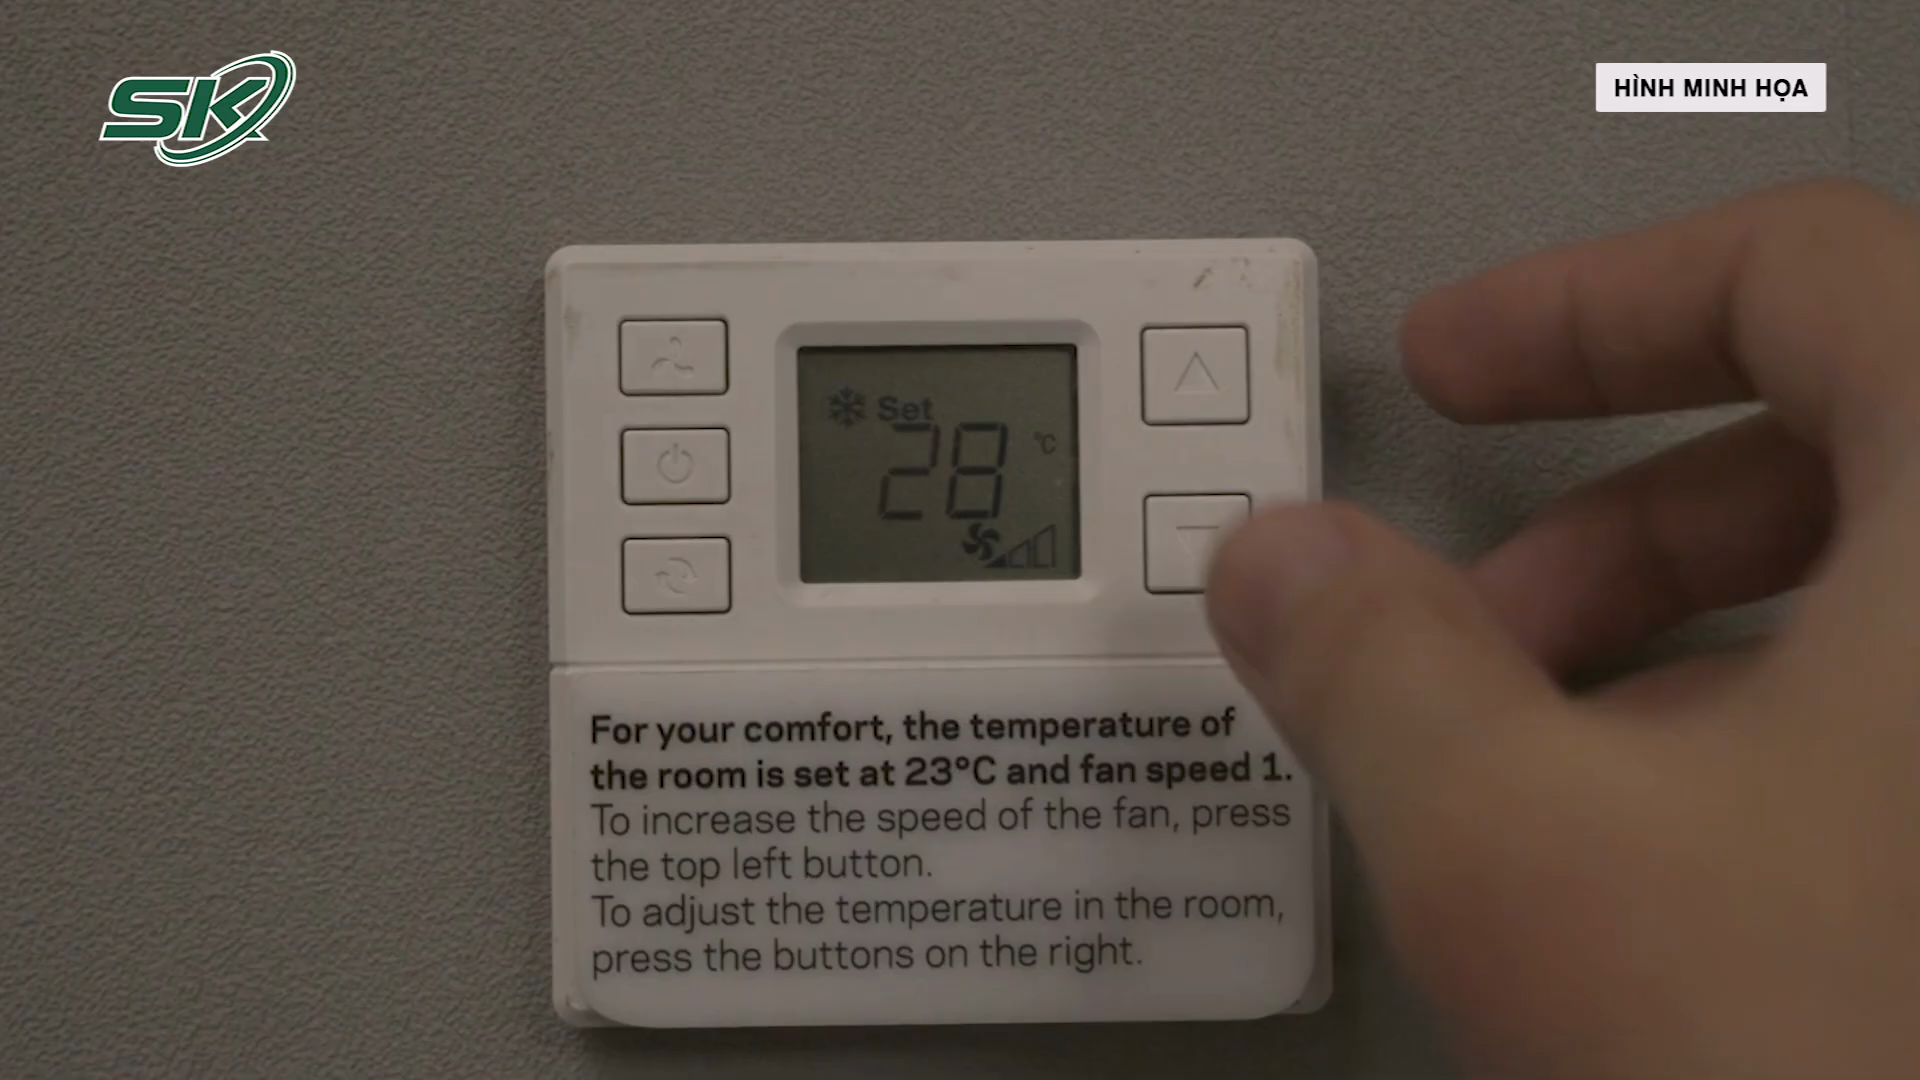 SK
HÌNH MINH HỌA
Set
28 °C
For your comfort, the temperature of
the room is set at 23°C and fan speed 1.
To increase the speed of the fan, press
the top left button.
To adjust the temperature in the room,
press the buttons on the right.